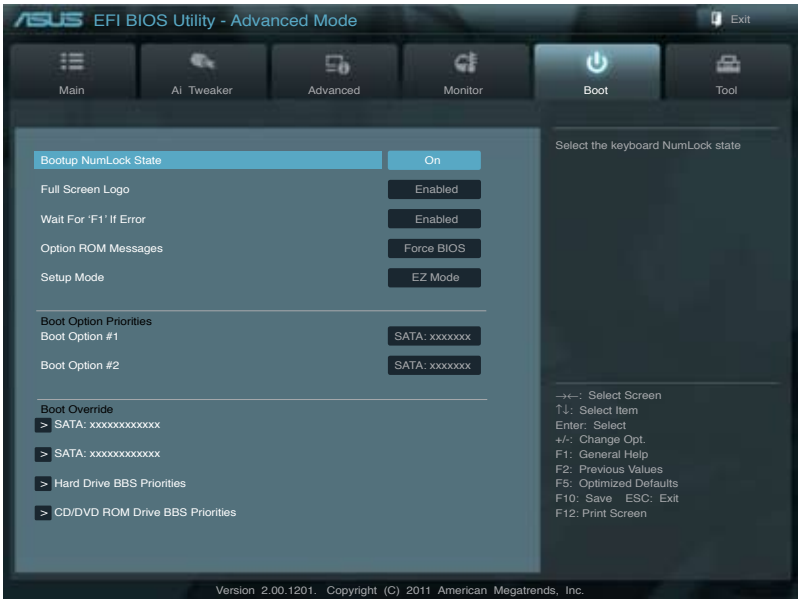 ASUS EFI BIOS Utility - Advanced Mode
Exit
Main Ai Tweaker Advanced Monitor Boot Tool
Select the keyboard NumLock state
Bootup NumLock State On
Full Screen Logo Enabled
Wait For ‘F1’ If Error Enabled
Option ROM Messages Force BIOS
Setup Mode EZ Mode
Boot Option Priorities
Boot Option #1 SATA: xxxxxxx
Boot Option #2 SATA: xxxxxxx
Boot Override
> SATA: xxxxxxxxxxxx
> SATA: xxxxxxxxxxxx
> Hard Drive BBS Priorities
> CD/DVD ROM Drive BBS Priorities
→←: Select Screen
↑↓: Select Item
Enter: Select
+/-: Change Opt.
F1: General Help
F2: Previous Values
F5: Optimized Defaults
F10: Save ESC: Exit
F12: Print Screen
Version 2.00.1201. Copyright (C) 2011 American Megatrends, Inc.